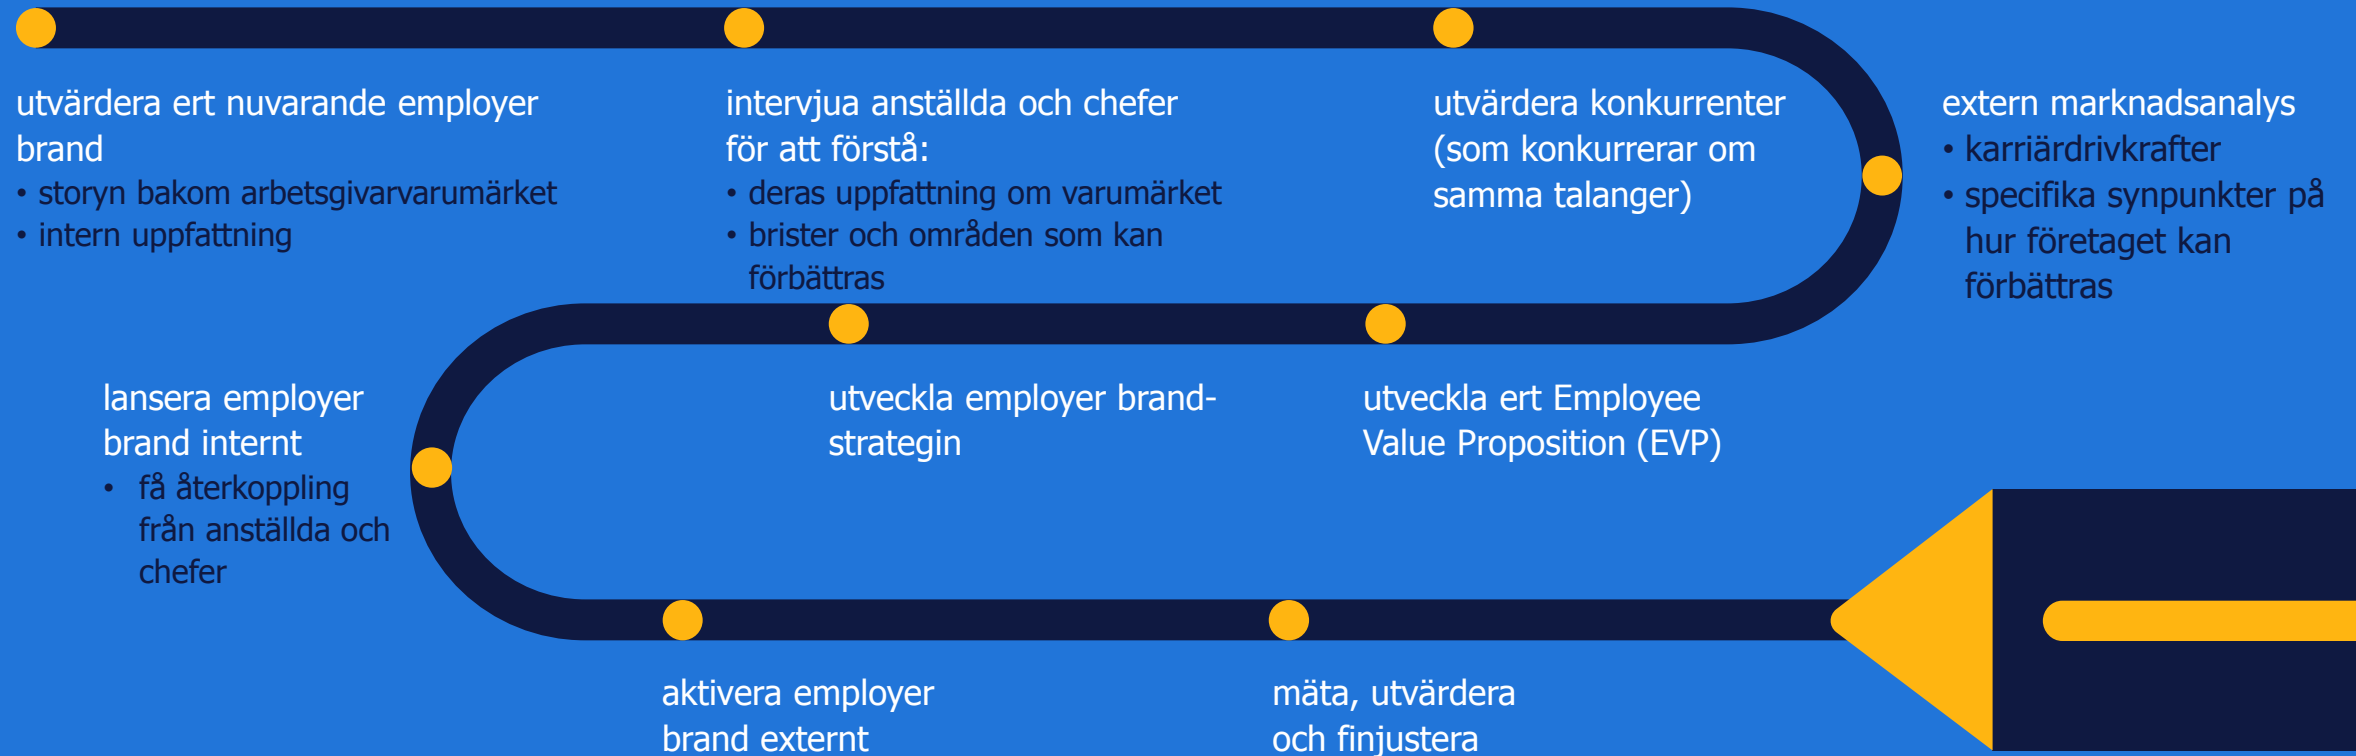 utvärdera ert nuvarande employer
brand
• storyn bakom arbetsgivarvarumärket
• intern uppfattning
intervjua anställda och chefer
för att förstå:
• deras uppfattning om varumärket
• brister och områden som kan
förbättras
utvärdera konkurrenter
(som konkurrerar om
samma talanger)
extern marknadsanalys
• karriärdrivkrafter
• specifika synpunkter på
hur företaget kan
förbättras
utveckla ert Employee
Value Proposition (EVP)
utveckla employer brand-
strategin
lansera employer
brand internt
• få återkoppling
från anställda och
chefer
aktivera employer
brand externt
mäta, utvärdera
och finjustera